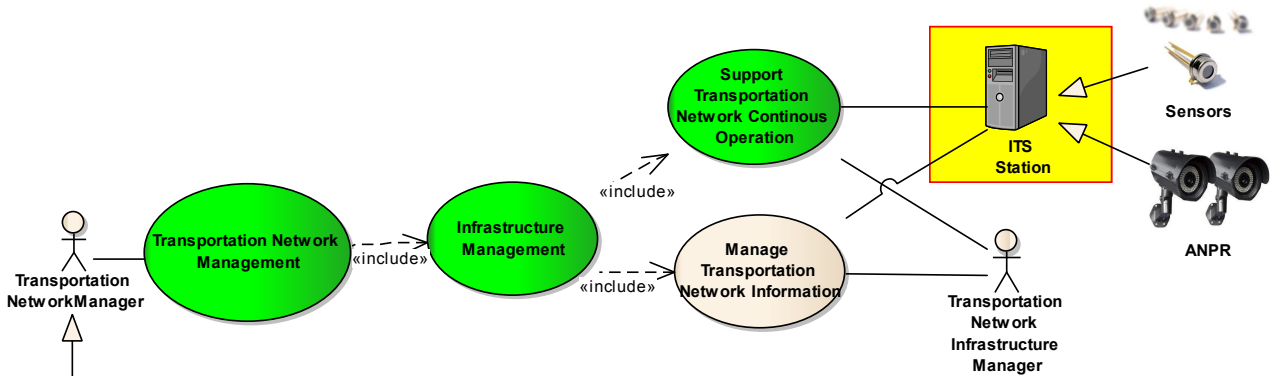 Support
Transportation
Network Continous
Operation
ITS
Station
Sensors
ANPR
«include»
Transportation Network
Management
«include»
Infrastructure
Management
«include»
Manage
Transportation
Network Information
Transportation
NetworkManager
Transportation
Network
Infrastructure
Manager